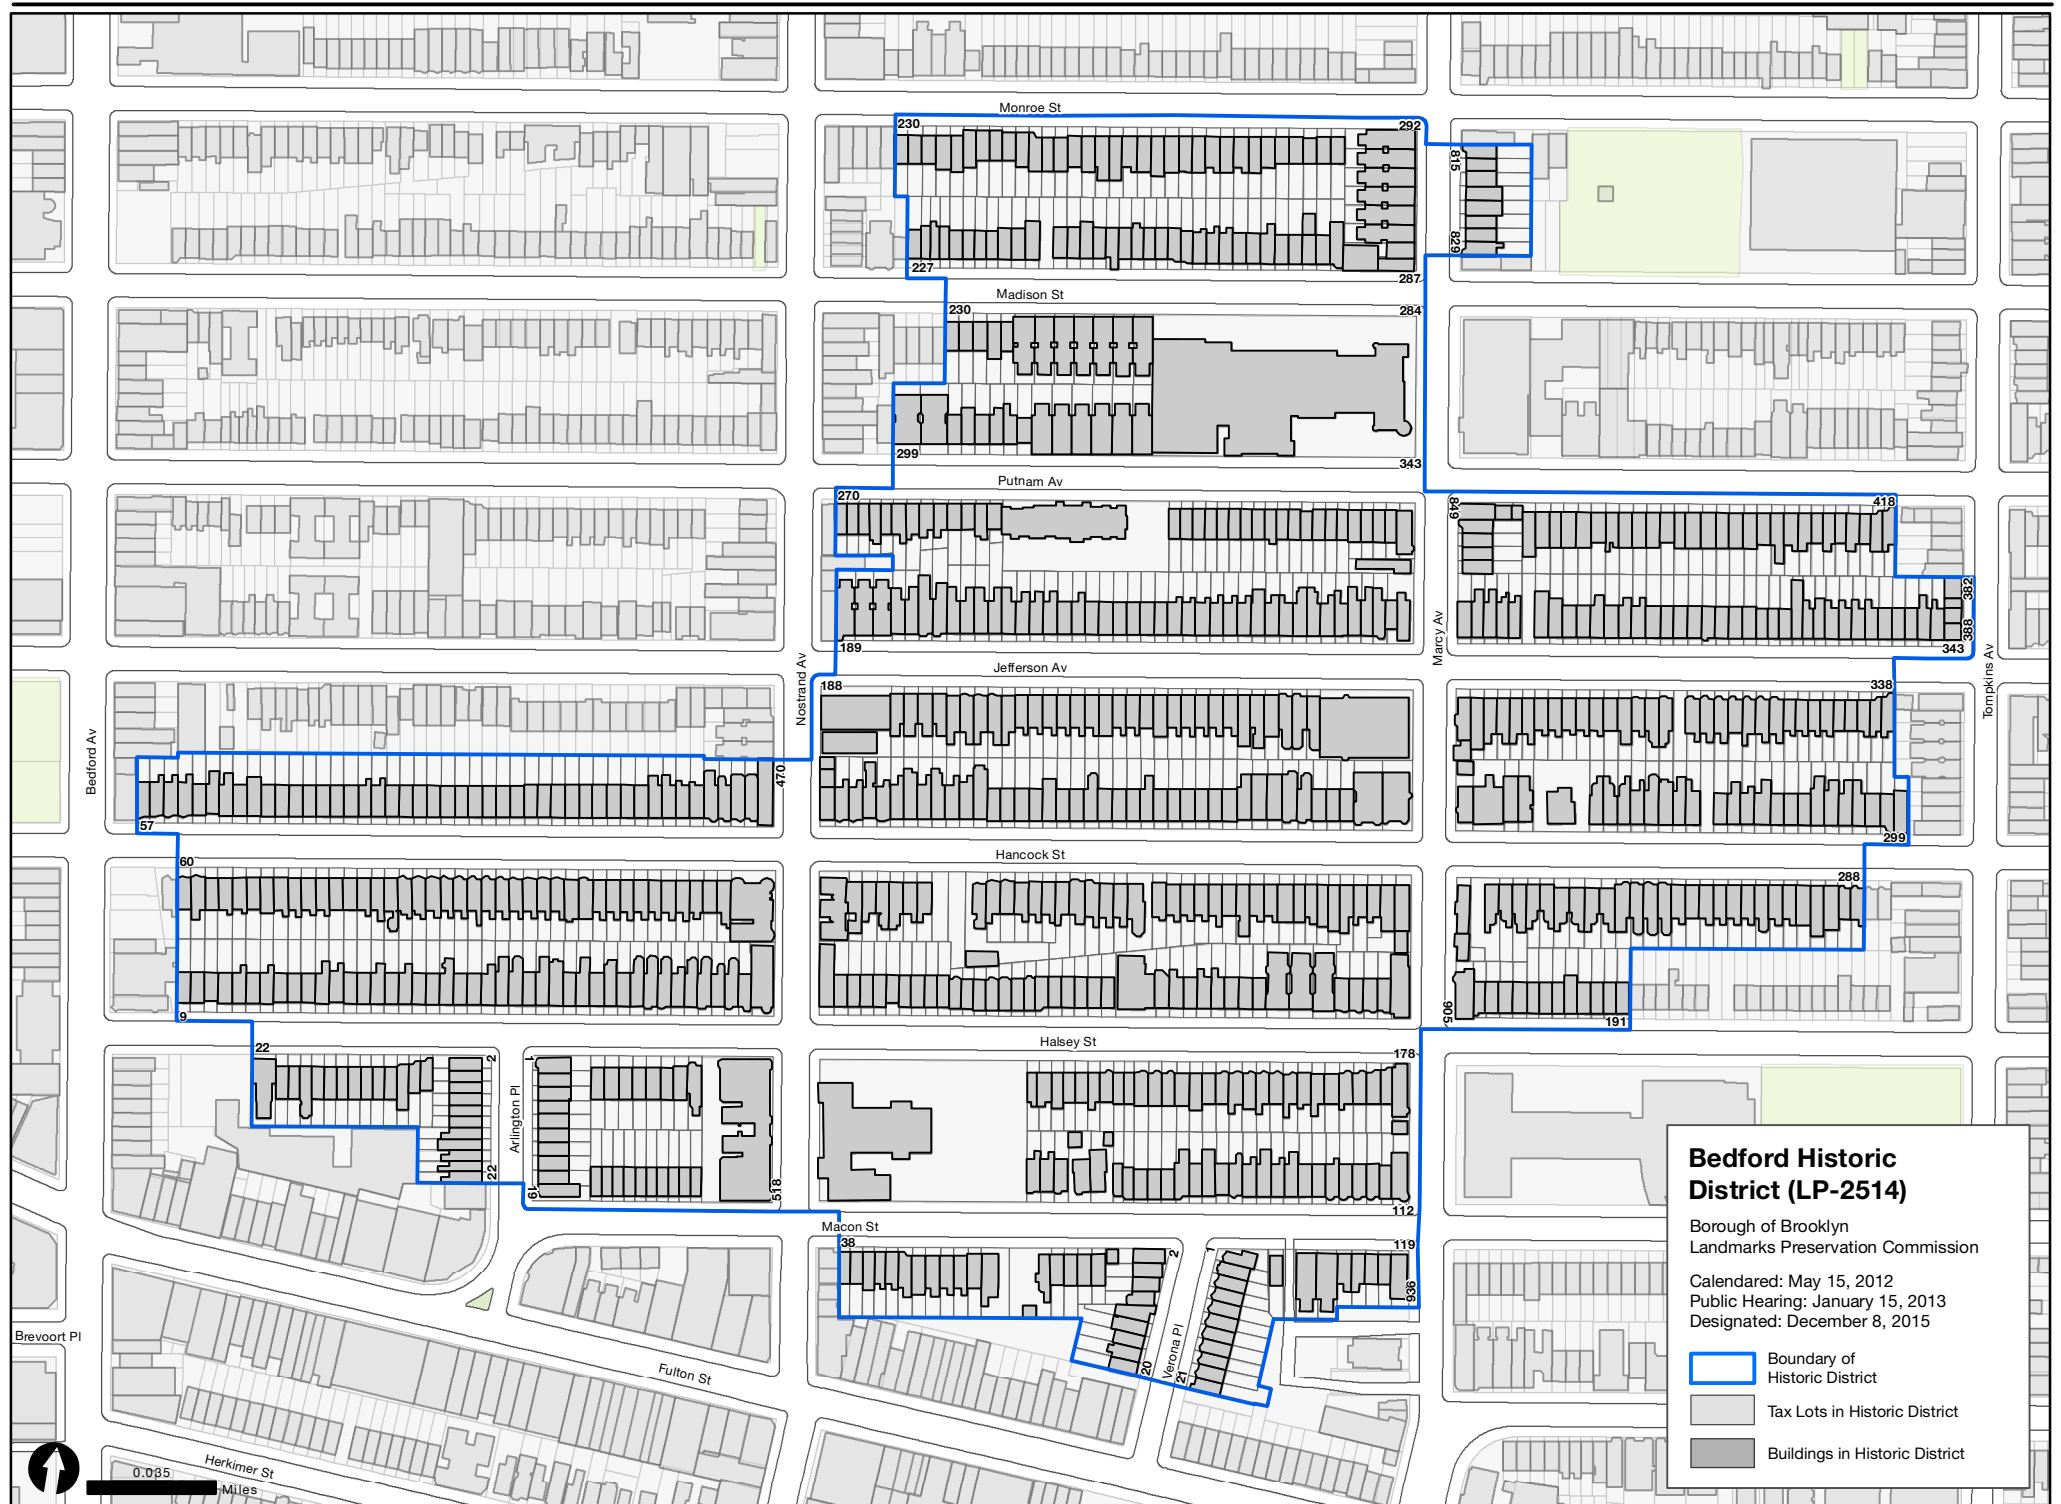 Monroe St
230
292
815
829
227
287
Madison St
230
284
299
343
Putnam Av
270
418
849
382
388
343
189
Marcy Av
Tompkins Av
Nostrand Av
Jefferson Av
188
338
Bedford Av
470
57
299
Hancock St
60
288
9
905
191
Halsey St
22
2
1
178
Arlington Pl
22
19
518
112
Macon St
38
2
1
119
936
Verona Pl
20
21
Brevoort Pl
Fulton St
Herkimer St
0.035
Miles
Bedford Historic
District (LP-2514)
Borough of Brooklyn
Landmarks Preservation Commission
Calendared: May 15, 2012
Public Hearing: January 15, 2013
Designated: December 8, 2015
Boundary of
Historic District
Tax Lots in Historic District
Buildings in Historic District